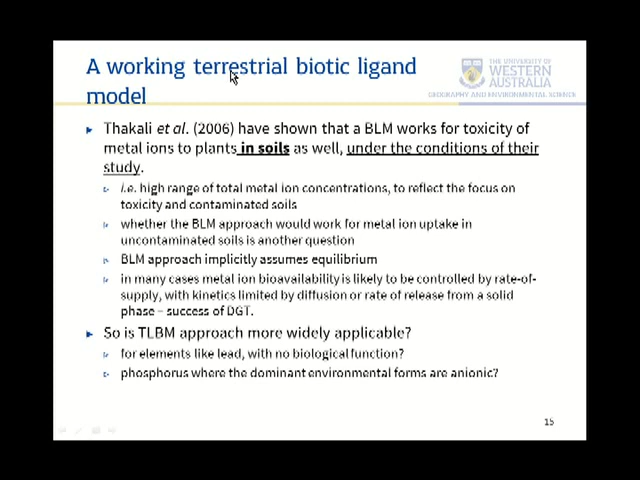 A working terrestrial biotic ligand
model
THE UNIVERSITY OF
WESTERN
AUSTRALIA
GEOGRAPHY AND ENVIRONMENTAL SCIENCE
Thakali et al. (2006) have shown that a BLM works for toxicity of
metal ions to plants in soils as well, under the conditions of their
study.
i.e. high range of total metal ion concentrations, to reflect the focus on
toxicity and contaminated soils
whether the BLM approach would work for metal ion uptake in
uncontaminated soils is another question
BLM approach implicitly assumes equilibrium
in many cases metal ion bioavailability is likely to be controlled by rate-of-
supply, with kinetics limited by diffusion or rate of release from a solid
phase – success of DGT.
So is TLBM approach more widely applicable?
for elements like lead, with no biological function?
phosphorus where the dominant environmental forms are anionic?
15